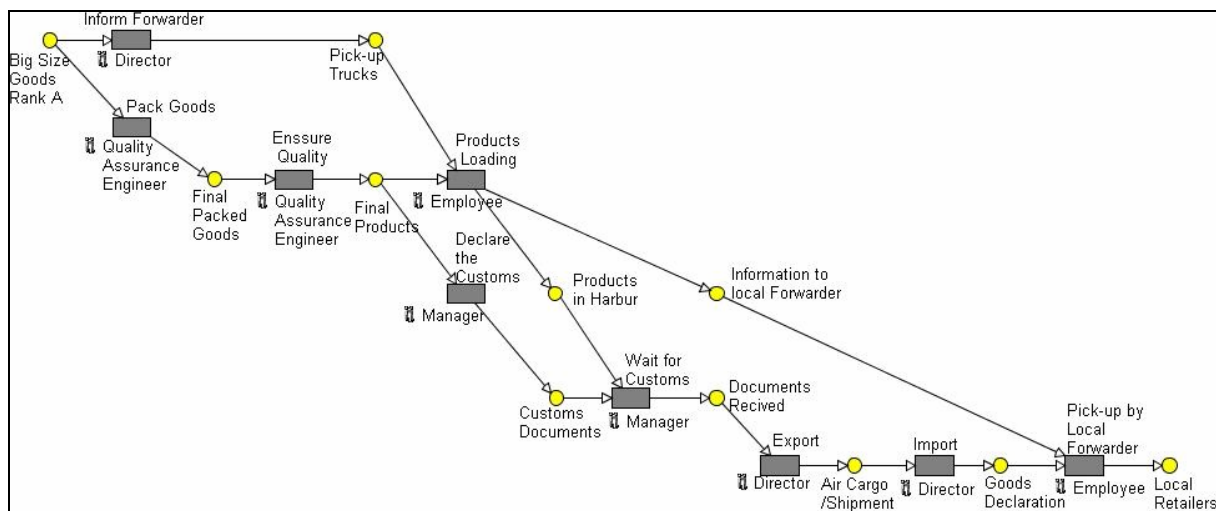 Inform Forwarder
Director
Big Size
Goods
Rank A
Pick-up
Trucks
Pack Goods
Quality
Assurance
Engineer
Final
Packed
Goods
Enssure
Quality
Quality
Assurance
Engineer
Final
Products
Products
Loading
Employee
Declare
the
Customs
Manager
Products
in Harbur
Information to
local Forwarder
Customs
Documents
Wait for
Customs
Manager
Documents
Recived
Export
Director
Air Cargo
/Shipment
Import
Director
Goods
Declaration
Pick-up by
Local
Forwarder
Employee
Local
Retailers